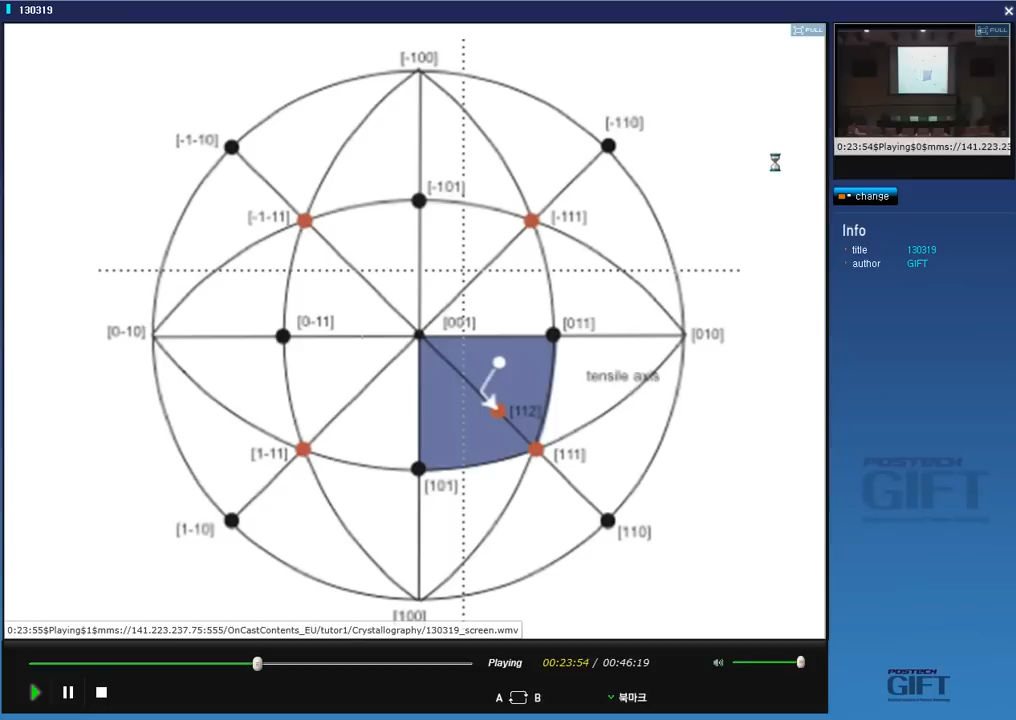 130319
FULL
[-100]
[-1-10]
[-110]
[-101]
[-1-11]
[-111]
[0-10]
[0-11]
[001]
[011]
[010]
tensile axis
[112]
[1-11]
[111]
[101]
[1-10]
[110]
[100]
0:23:55$Playing$1$mms://141.223.237.75:555/OnCastContents_EU/tutor1/Crystallography/130319_screen.wmv
Playing
00:23:54 / 00:46:19
A B
북마크
FULL
0:23:54$Playing$0$mms://141.223.23
change
Info
title 130319
author GIFT
POSTECH
GIFT
POSTECH
GIFT